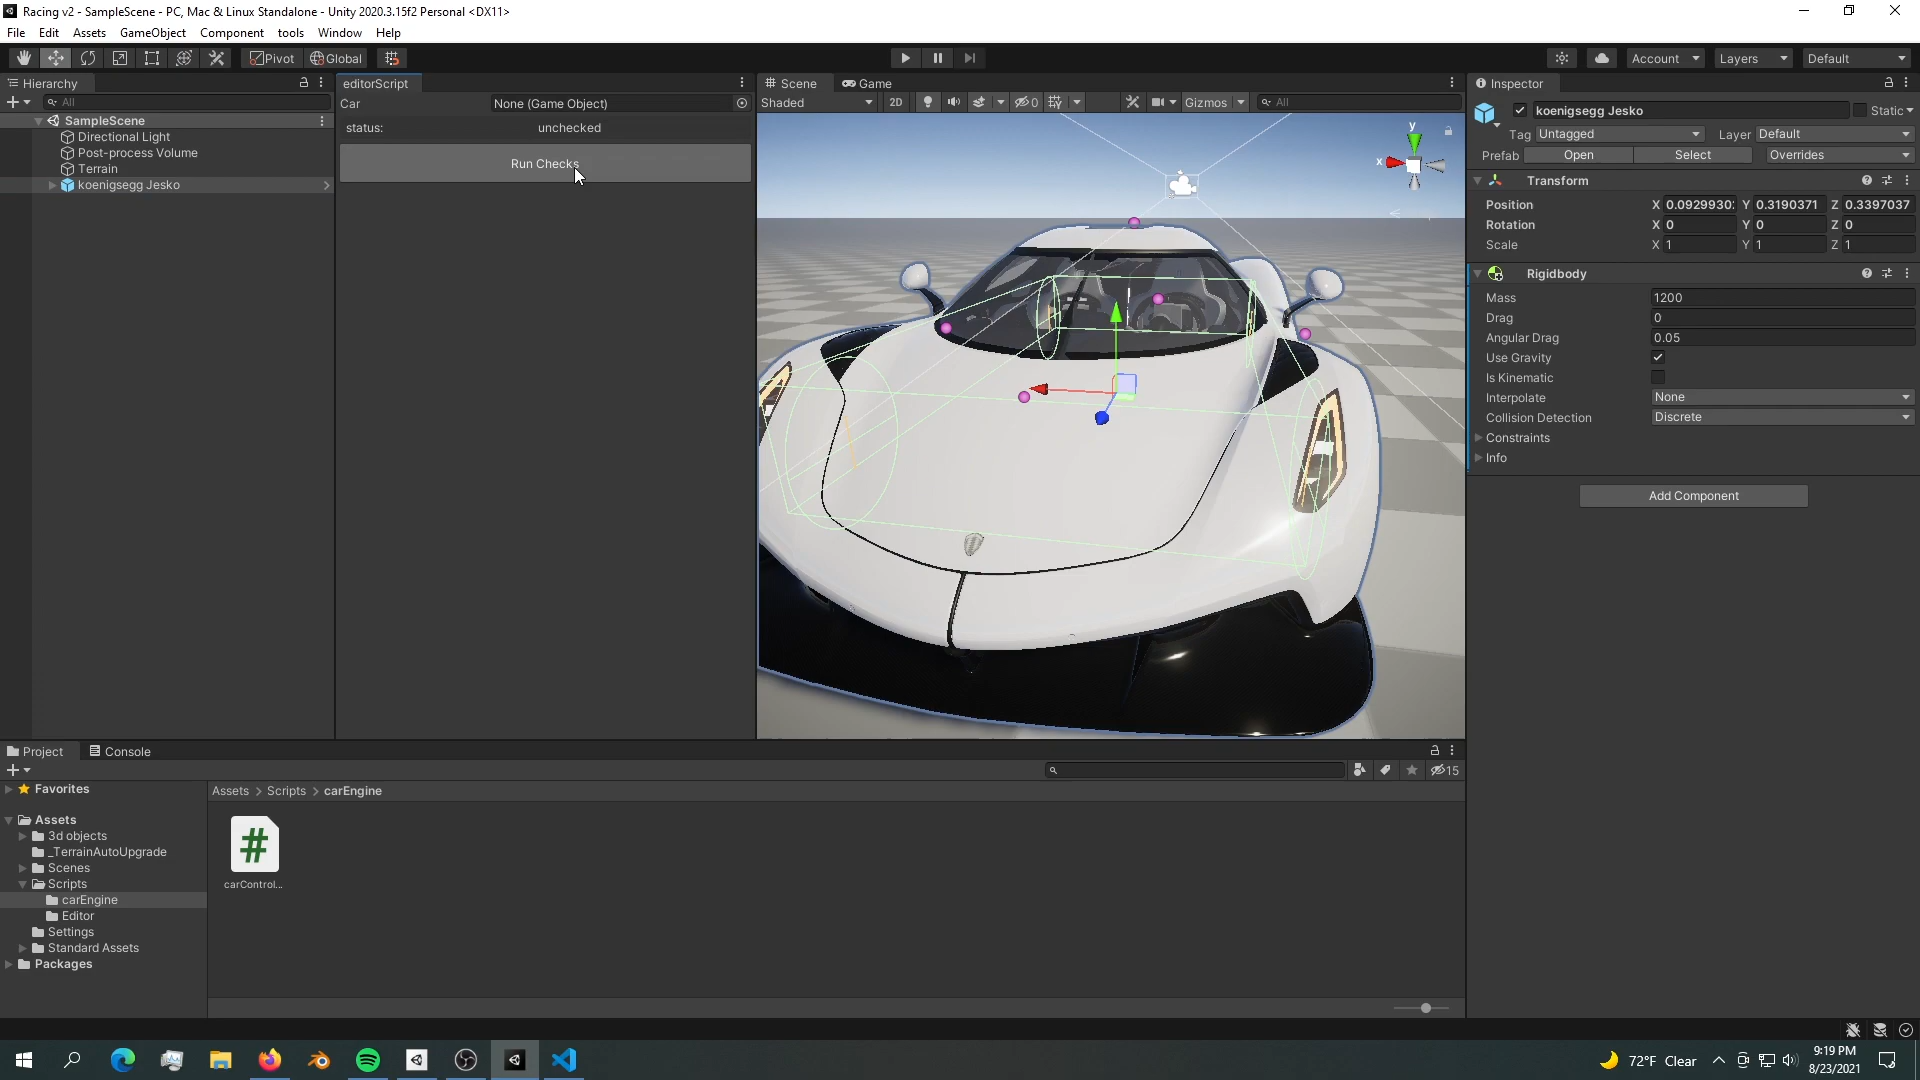 Racing v2 - SampleScene - PC, Mac & Linux Standalone - Unity 2020.3.15f2 Personal <DX11>
File Edit Assets GameObject Component tools Window Help
Pivot Global Account Layers Default
Hierarchy
All
SampleScene
Directional Light
Post-process Volume
Terrain
koenigsegg Jesko
editorScript
Car None (Game Object)
status: unchecked
Run Checks
Scene Game
Shaded 2D 0 Gizmos All
y
x
Inspector
koenigsegg Jesko Static
Tag Untagged Layer Default
Prefab Open Select Overrides
Transform
Position X 0.0929930: Y 0.3190371 Z 0.3397037
Rotation X 0 Y 0 Z 0
Scale X 1 Y 1 Z 1
Rigidbody
Mass 1200
Drag 0
Angular Drag 0.05
Use Gravity
Is Kinematic
Interpolate None
Collision Detection Discrete
Constraints
Info
Add Component
Project Console
15
Favorites
Assets
3d objects
_TerrainAutoUpgrade
Scenes
Scripts
carEngine
Editor
Settings
Standard Assets
Packages
Assets > Scripts > carEngine
#
carControl...
72°F Clear
9:19 PM
8/23/2021